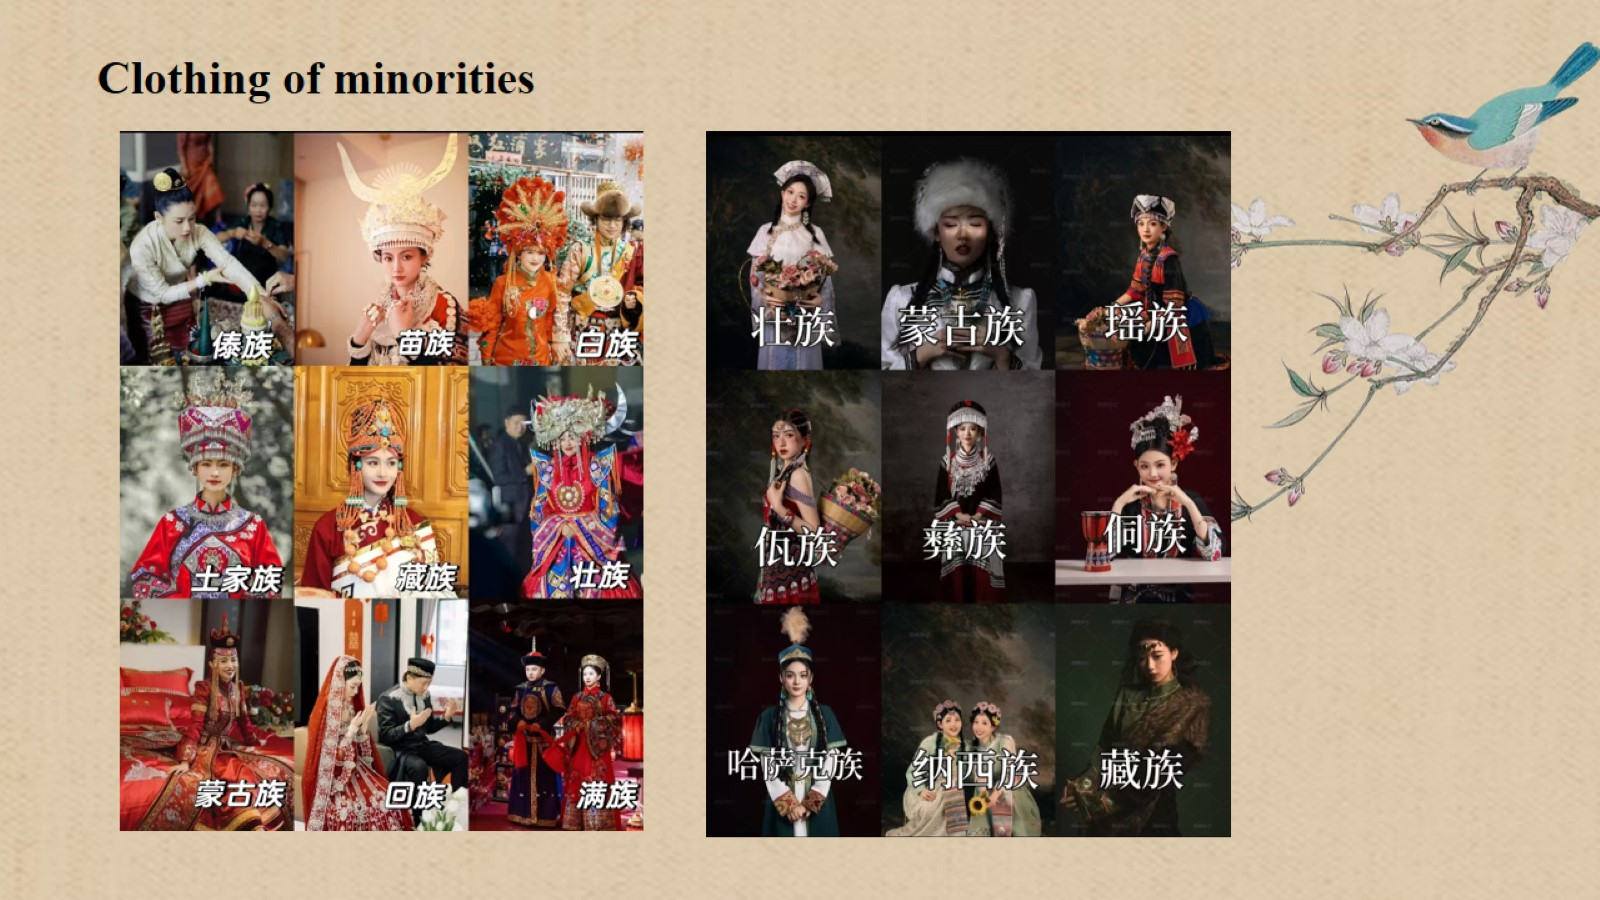 Clothing of minorities
傣族
苗族
白族
土家族
藏族
壮族
蒙古族
回族
满族
壮族
蒙古族
瑶族
佤族
彝族
侗族
哈萨克族
纳西族
藏族